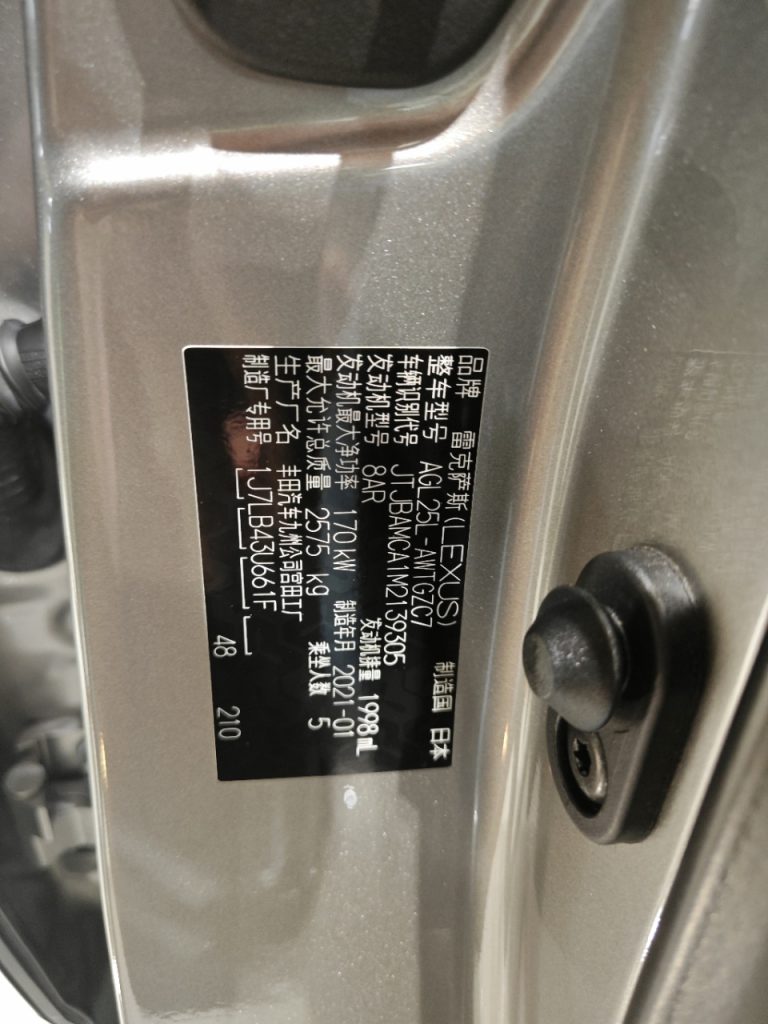 品牌 雷克萨斯(LEXUS) 制造国 日本
整车型号 AGL25L-AWTGZC7
车辆识别代号 JTJBAMCA1M2139305
发动机型号 8AR 发动机排量 1998mL
发动机最大净功率 170kW 制造年月 2021-01
最大允许总质量 2575 kg 乘坐人数 5
生产厂名 丰田汽车九州公司宫田工厂
制造厂专用号 1J7LB43U661F 48 210